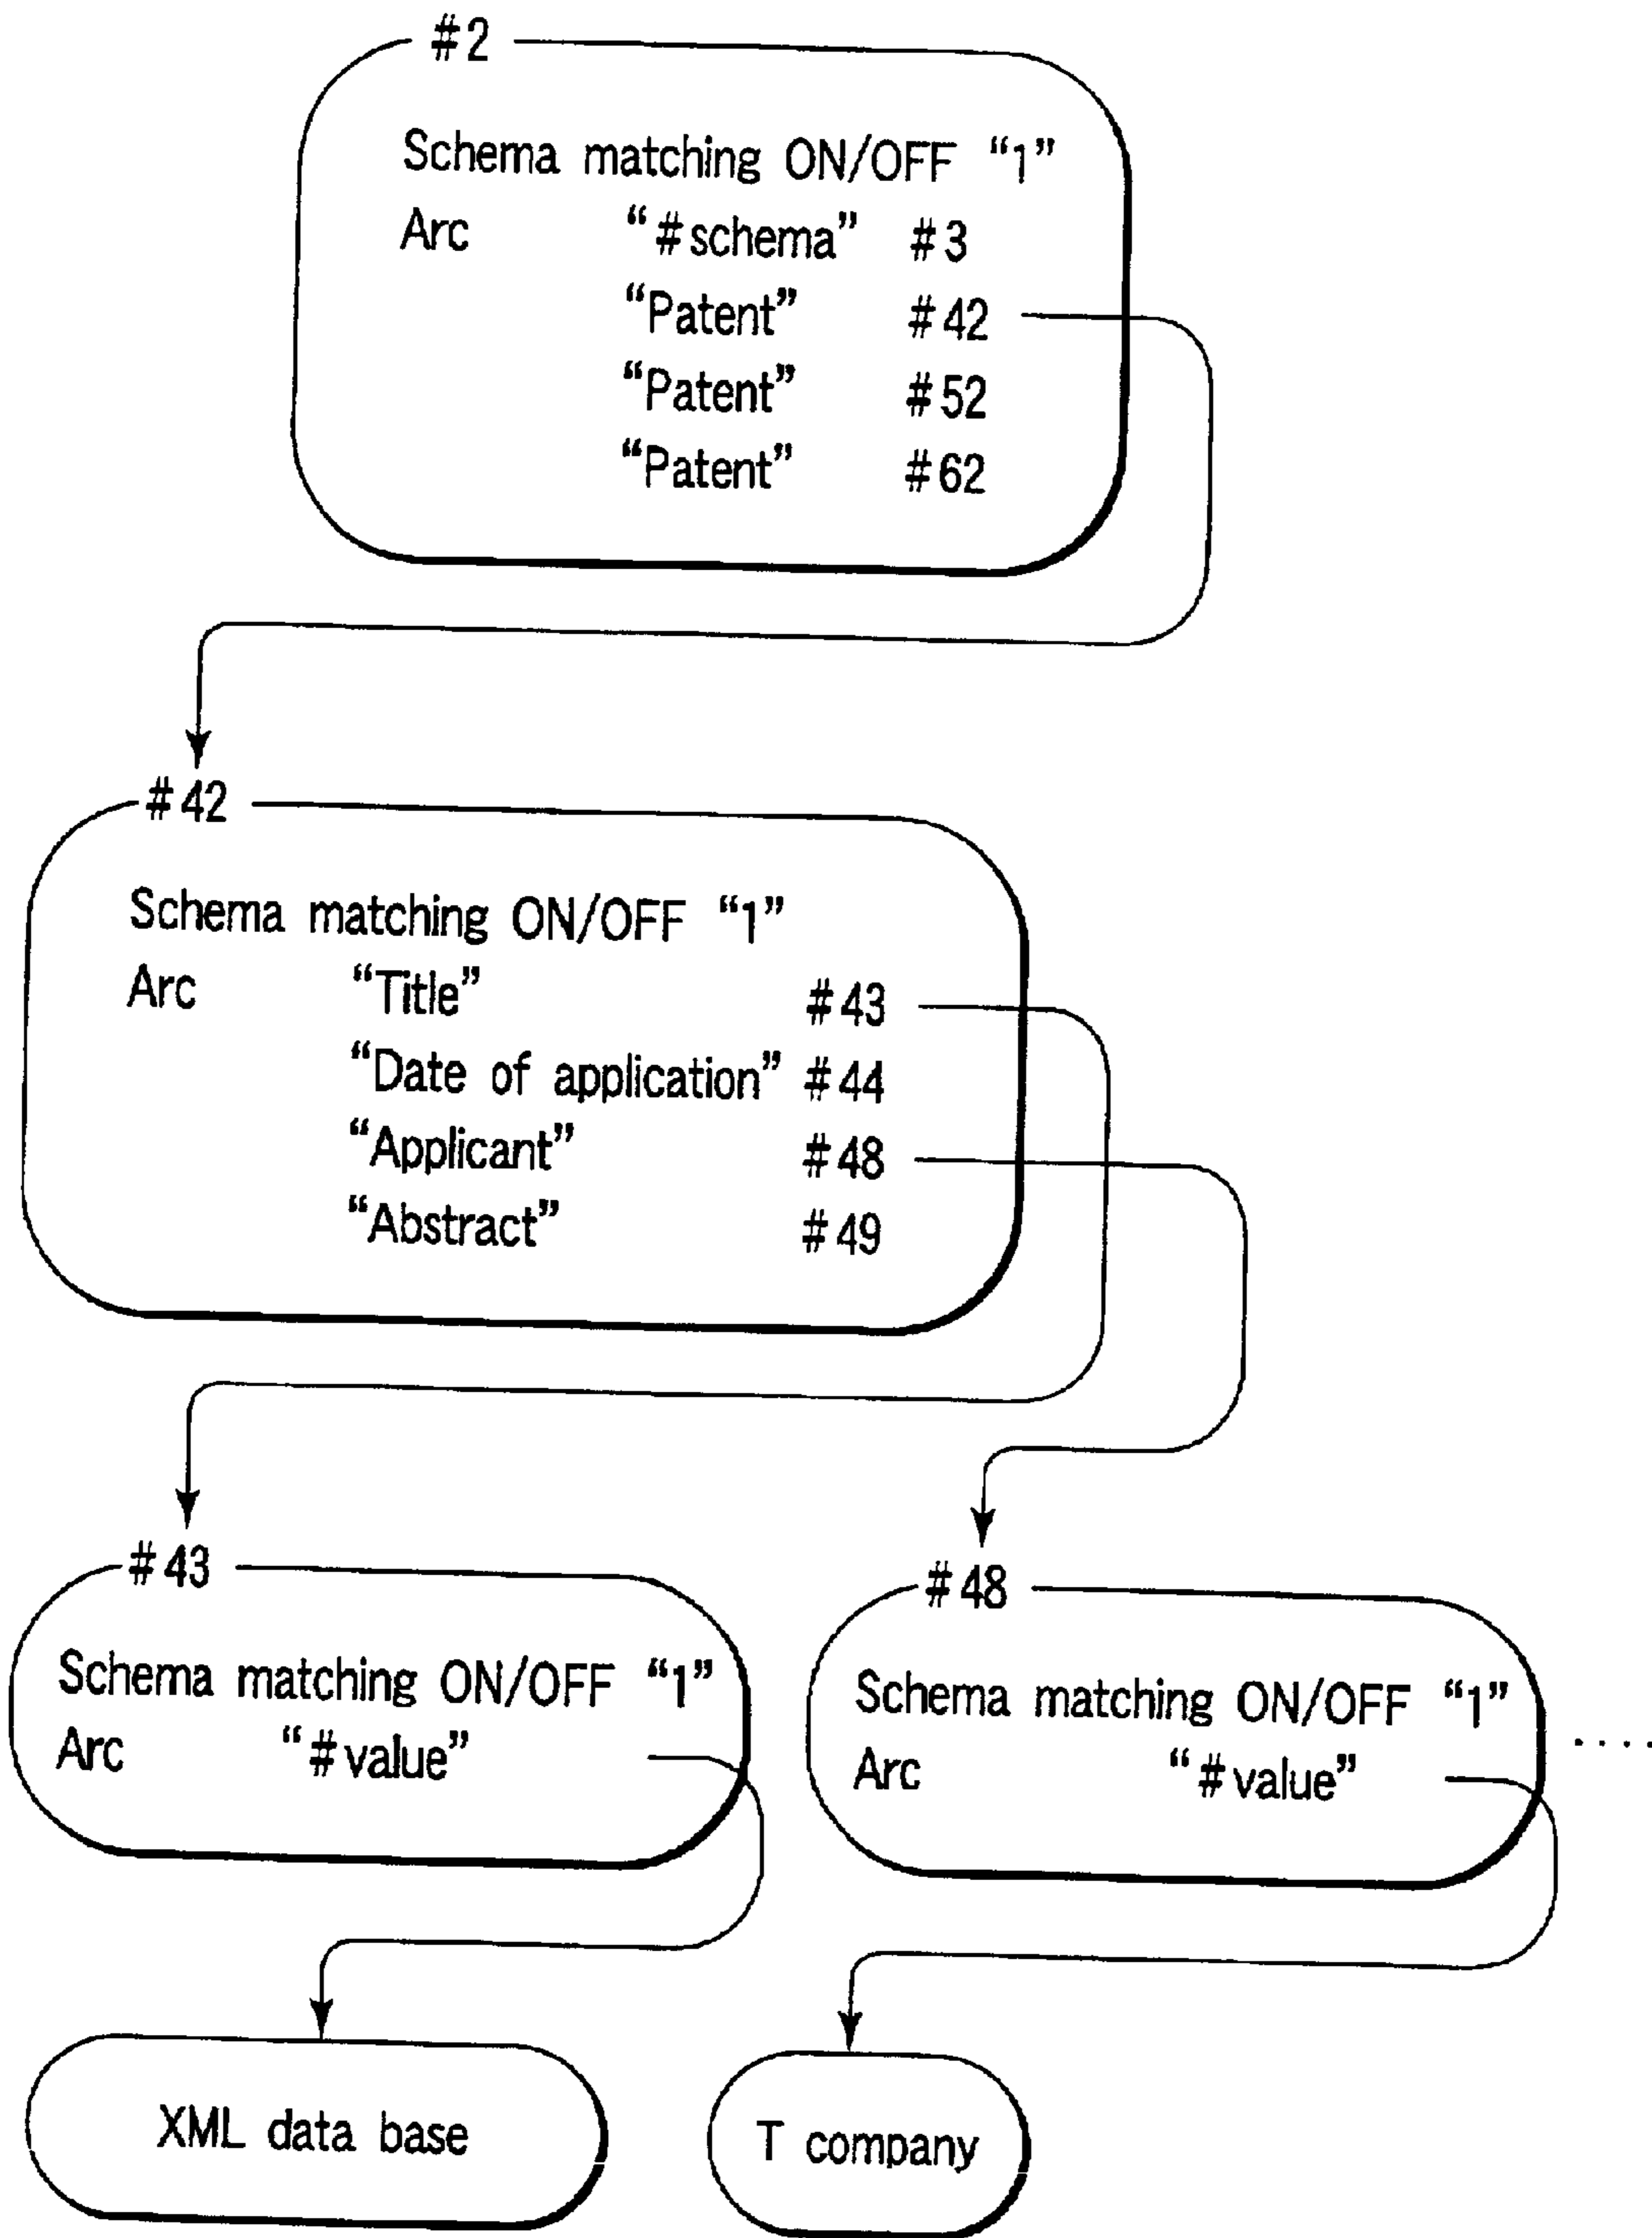 #2
Schema matching ON/OFF “1”
Arc “#schema” #3
“Patent” #42
“Patent” #52
“Patent” #62
#42
Schema matching ON/OFF “1”
Arc “Title” #43
“Date of application” #44
“Applicant” #48
“Abstract” #49
#43
Schema matching ON/OFF “1”
Arc “#value”
#48
Schema matching ON/OFF “1”
Arc “#value”
....
XML data base
T company